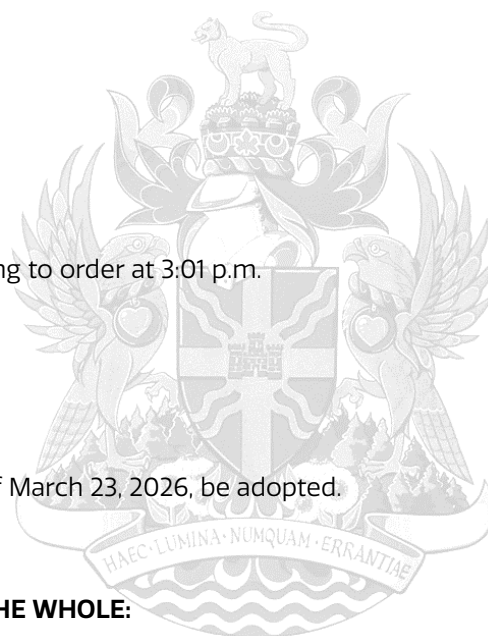 ng to order at 3:01 p.m.
f March 23, 2026, be adopted.
HAEC·LUMINA·NUMQUAM·ERRANTIAE
HE WHOLE: